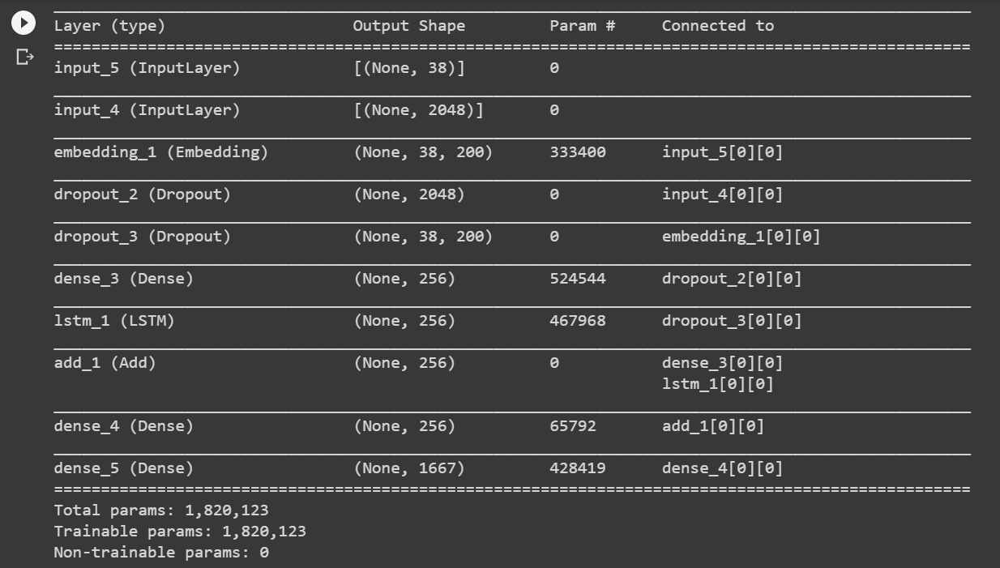 Layer (type) Output Shape Param # Connected to
==================================================================================================
input_5 (InputLayer) [(None, 38)] 0
__________________________________________________________________________________________________
input_4 (InputLayer) [(None, 2048)] 0
__________________________________________________________________________________________________
embedding_1 (Embedding) (None, 38, 200) 333400 input_5[0][0]
__________________________________________________________________________________________________
dropout_2 (Dropout) (None, 2048) 0 input_4[0][0]
__________________________________________________________________________________________________
dropout_3 (Dropout) (None, 38, 200) 0 embedding_1[0][0]
__________________________________________________________________________________________________
dense_3 (Dense) (None, 256) 524544 dropout_2[0][0]
__________________________________________________________________________________________________
lstm_1 (LSTM) (None, 256) 467968 dropout_3[0][0]
__________________________________________________________________________________________________
add_1 (Add) (None, 256) 0 dense_3[0][0]
lstm_1[0][0]
__________________________________________________________________________________________________
dense_4 (Dense) (None, 256) 65792 add_1[0][0]
__________________________________________________________________________________________________
dense_5 (Dense) (None, 1667) 428419 dense_4[0][0]
==================================================================================================
Total params: 1,820,123
Trainable params: 1,820,123
Non-trainable params: 0